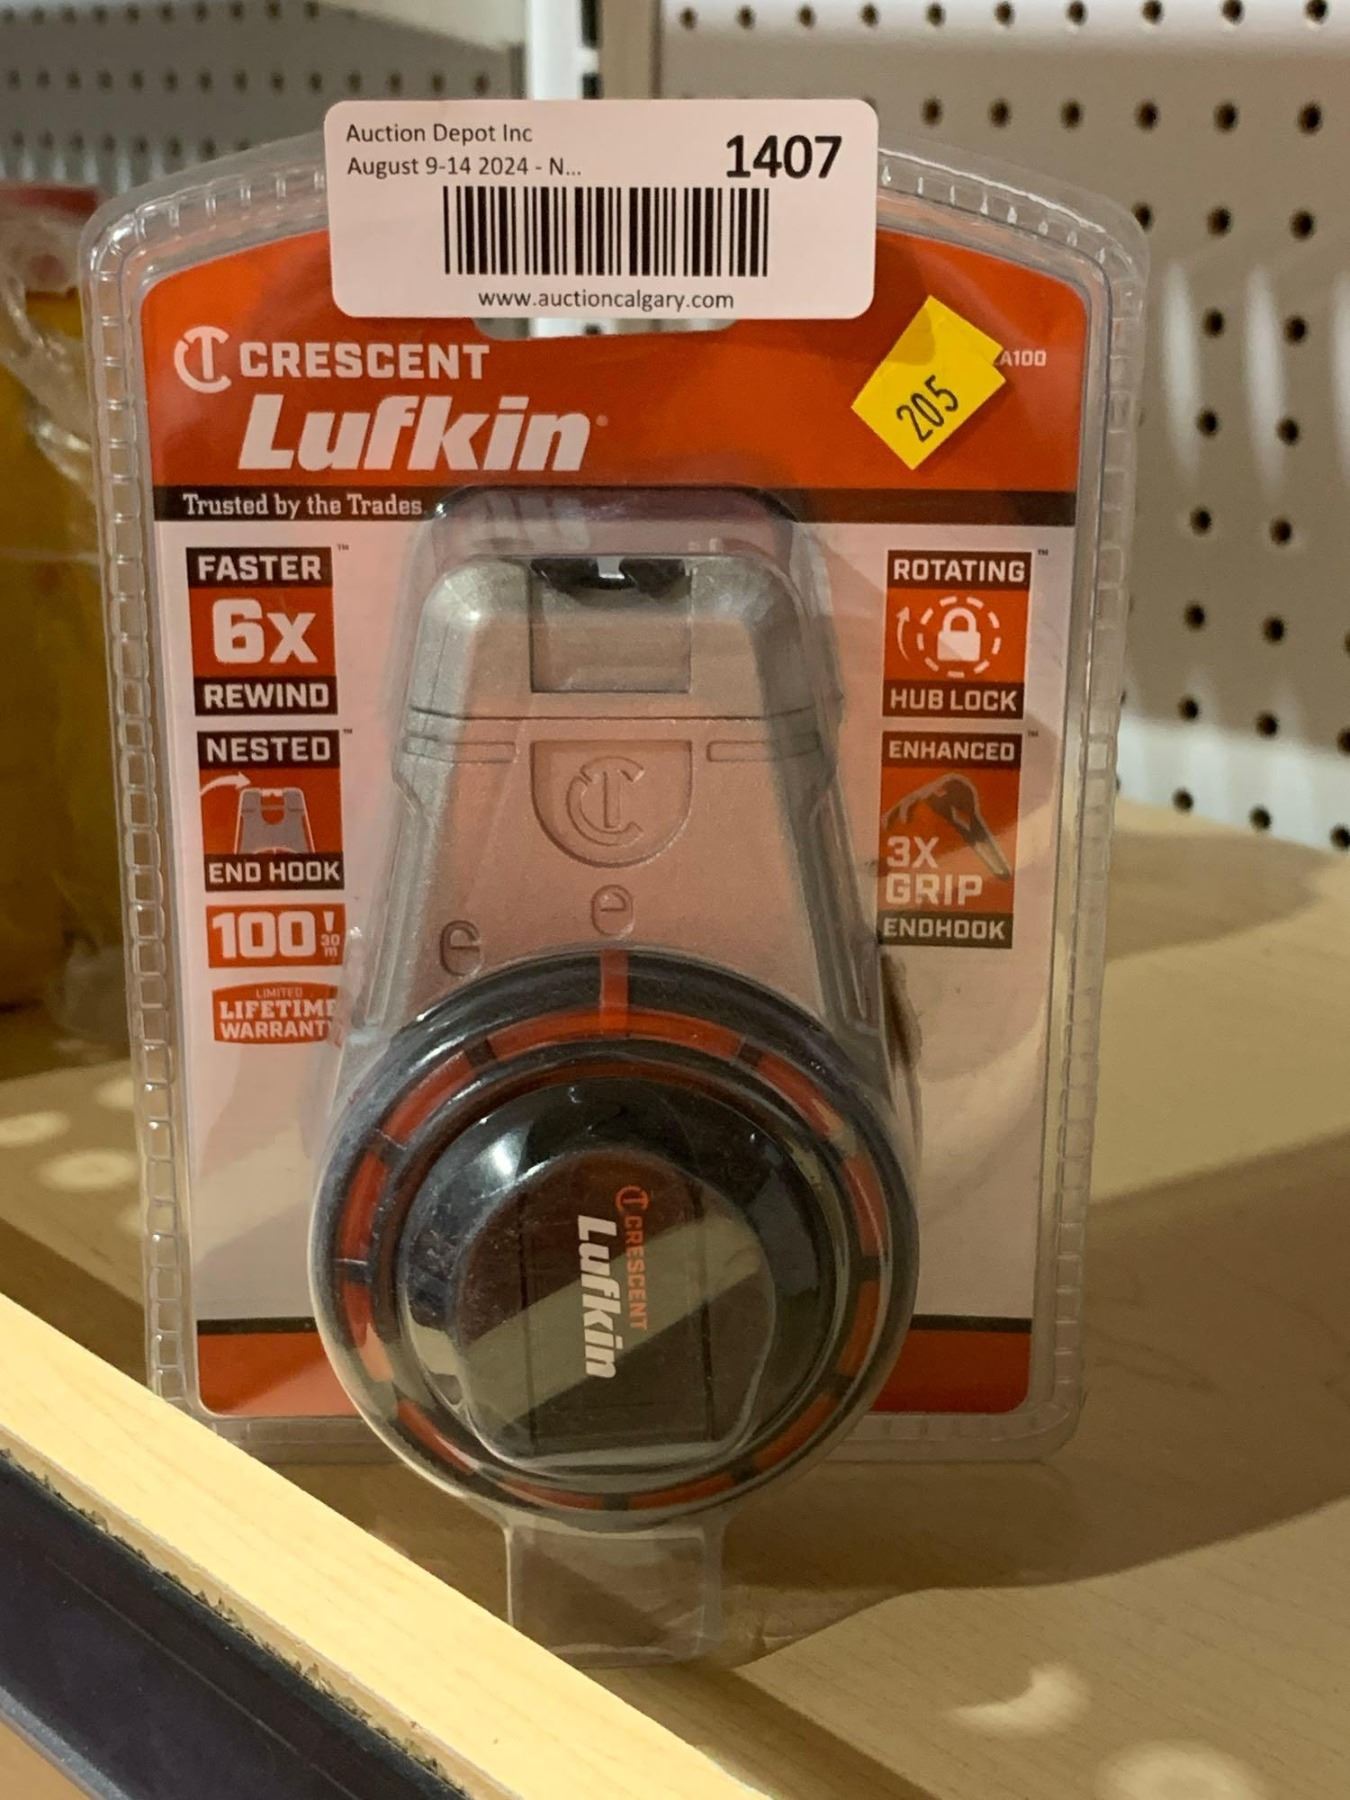 Auction Depot Inc
1407
August 9-14 2024 - N...
www.auctioncalgary.com
CRESCENT
Lufkin
A100
205
Trusted by the Trades.
FASTER
6x
REWIND
NESTED
END HOOK
100'
30
m
LIMITED
LIFETIME
WARRANTY
ROTATING
HUB LOCK
ENHANCED
3X
GRIP
ENDHOOK
e
e
CRESCENT
Lufkin